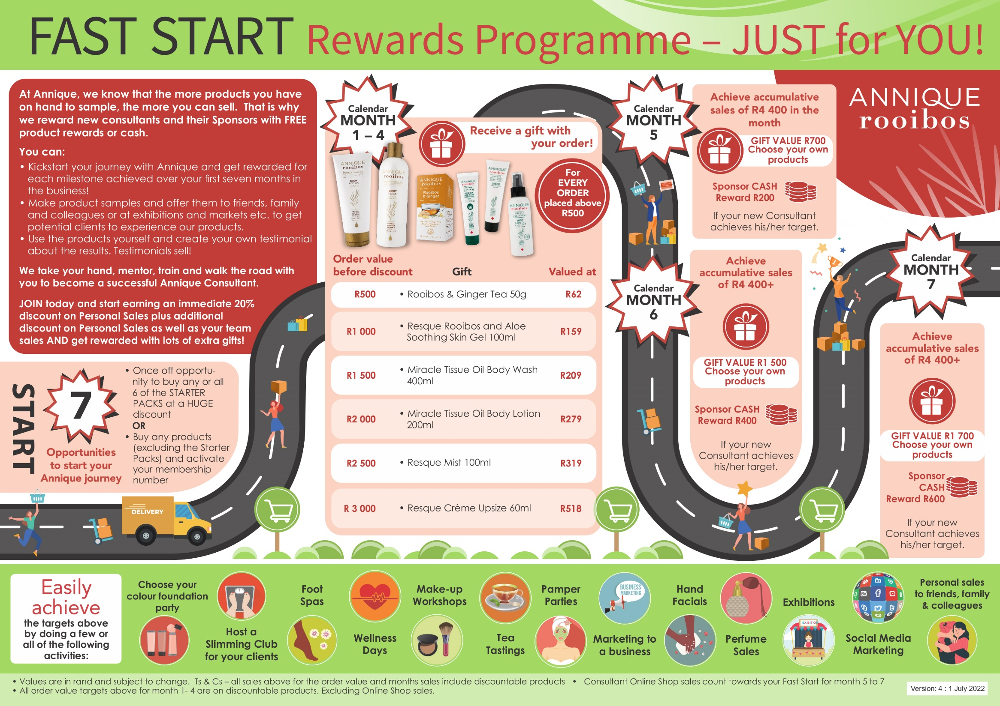 FAST START Rewards Programme – JUST for YOU!
At Annique, we know that the more products you have
on hand to sample, the more you can sell.  That is why
we reward new consultants and their Sponsors with FREE
product rewards or cash.
You can:
• Kickstart your journey with Annique and get rewarded for
each milestone achieved over your first seven months in
the business!
• Make product samples and offer them to friends, family
and colleagues or at exhibitions and markets etc. to get
potential clients to experience our products.
• Use the products yourself and create your own testimonial
about the results. Testimonials sell!
We take your hand, mentor, train and walk the road with
you to become a successful Annique Consultant.
JOIN today and start earning an immediate 20%
discount on Personal Sales plus additional
discount on Personal Sales as well as your team
sales AND get rewarded with lots of extra gifts!
START
7
Opportunities
to start your
Annique journey
• Once off opportu-
nity to buy any or all
6 of the STARTER
PACKS at a HUGE
discount
OR
• Buy any products
(excluding the Starter
Packs) and activate
your membership
number
DELIVERY
Calendar
MONTH
1 – 4
Receive a gift with
your order!
For
EVERY
ORDER
placed above
R500
ANNIQUE
rooibos
BODY
LOTION
ANNIQUE
rooibos
BODY
WASH
ANNIQUE
rooibos
Rooibos
& Ginger
ANNIQUE
rooibos
ANNIQUE
rooibos
CRÈME
ANNIQUE
rooibos
MIST
Order value
before discount Gift Valued at
R500 • Rooibos & Ginger Tea 50g R62
R1 000 • Resque Rooibos and Aloe
Soothing Skin Gel 100ml R159
R1 500 • Miracle Tissue Oil Body Wash
400ml R209
R2 000 • Miracle Tissue Oil Body Lotion
200ml R279
R2 500 • Resque Mist 100ml R319
R 3 000 • Resque Crème Upsize 60ml R518
Calendar
MONTH
5
Achieve accumulative
sales of R4 400 in the
month
GIFT VALUE R700
Choose your own
products
Sponsor CASH
Reward R200
If your new Consultant
achieves his/her target.
ANNIQUE
rooibos
Calendar
MONTH
6
Achieve
accumulative sales
of R4 400+
GIFT VALUE R1 500
Choose your own
products
Sponsor CASH
Reward R400
If your new
Consultant achieves
his/her target.
1
Calendar
MONTH
7
Achieve
accumulative sales
of R4 400+
GIFT VALUE R1 700
Choose your own
products
Sponsor
CASH
Reward R600
If your new
Consultant achieves
his/her target.
Easily
achieve
the targets above
by doing a few or
all of the following
activities:
Choose your
colour foundation
party
Host a
Slimming Club
for your clients
Foot
Spas
Wellness
Days
Make-up
Workshops
Tea
Tastings
Pamper
Parties
BUSINESS
MARKETING
Marketing to
a business
Hand
Facials
Perfume
Sales
Exhibitions
EXIBITION
Social Media
Marketing
Personal sales
to friends, family
& colleagues
• Values are in rand and subject to change.  Ts & Cs – all sales above for the order value and months sales include discountable products • Consultant Online Shop sales count towards your Fast Start for month 5 to 7
• All order value targets above for month 1- 4 are on discountable products. Excluding Online Shop sales.
Version: 4 : 1 July 2022